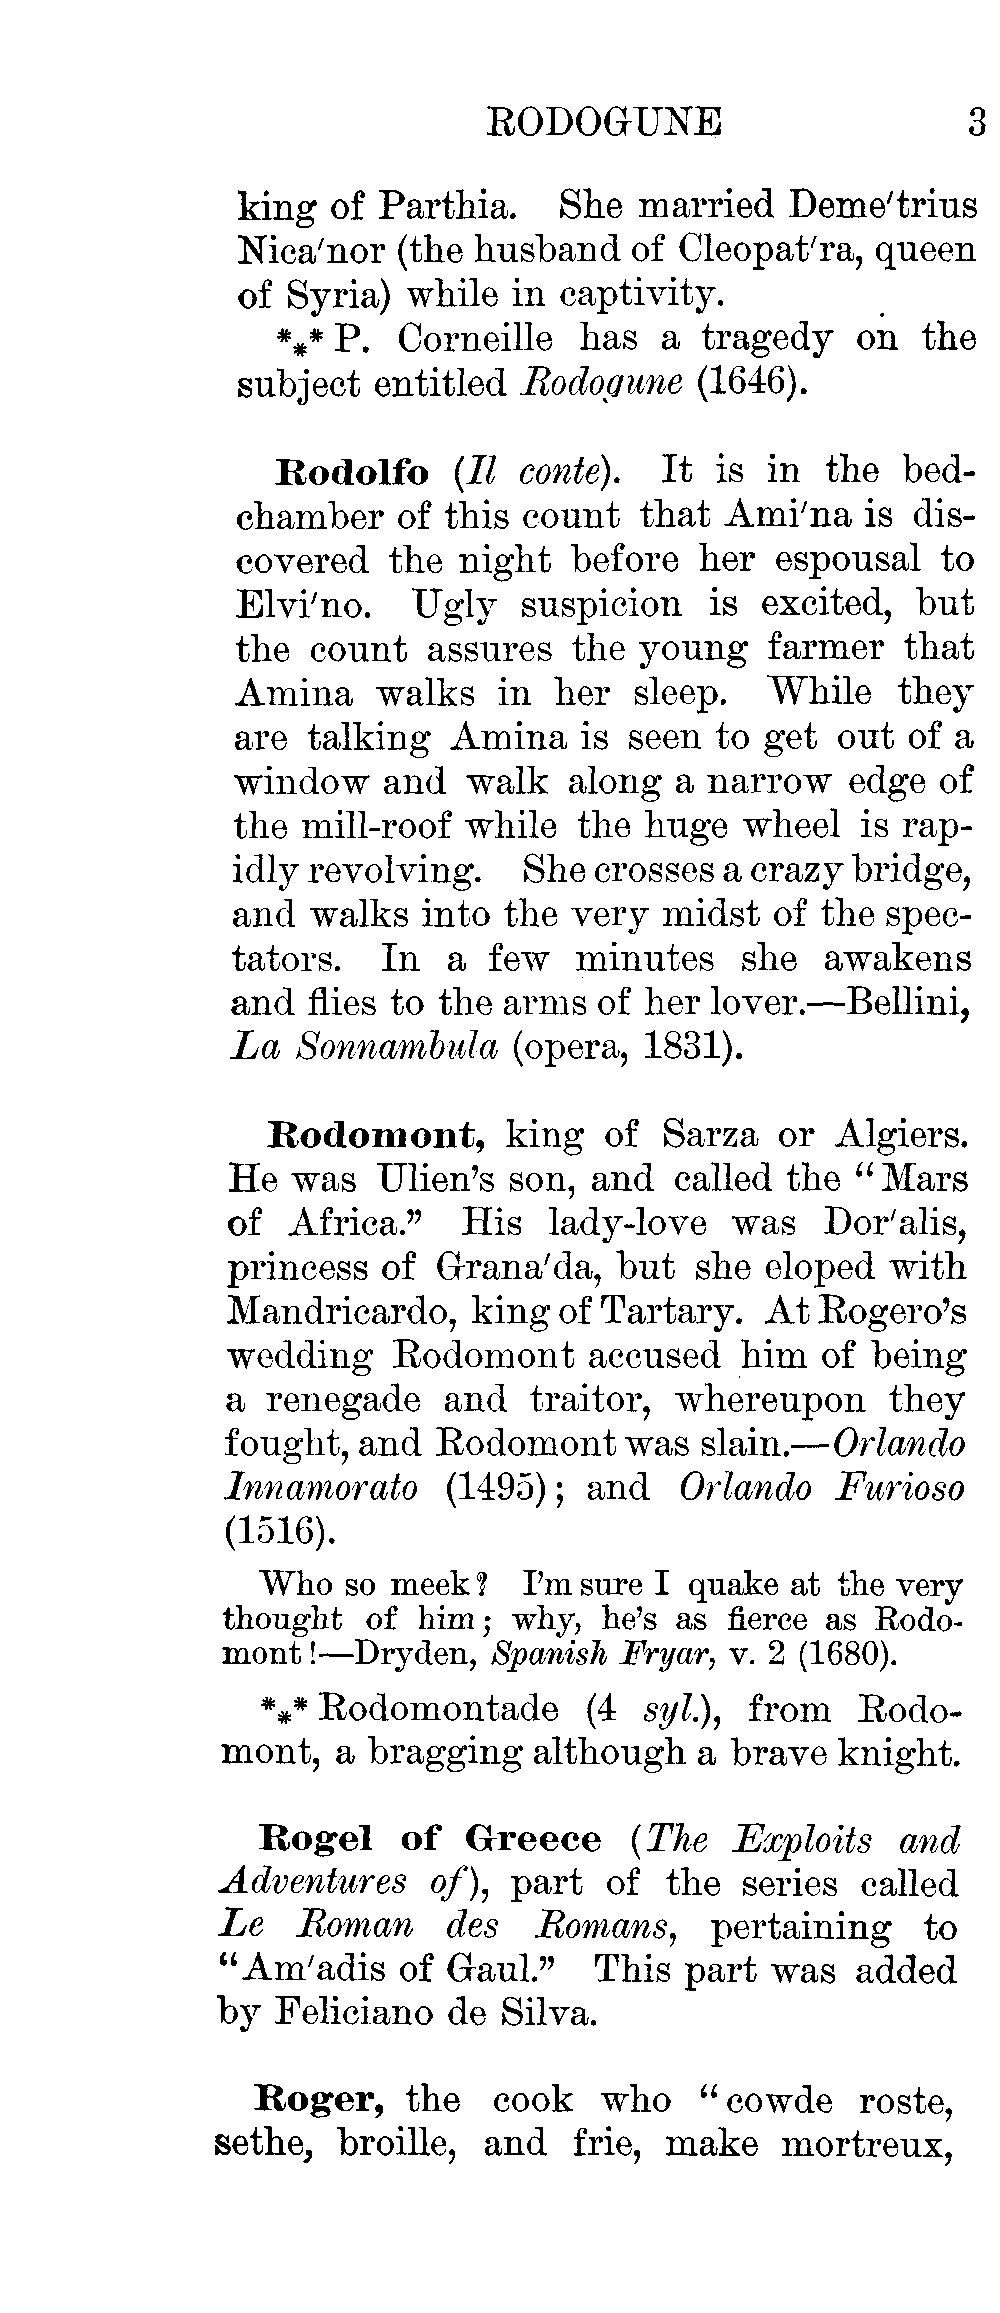 RODOGUNE 3
king of Parthia. She married Deme'trius
Nica'nor (the husband of Cleopat'ra, queen
of Syria) while in captivity.
*⁎* P. Corneille has a tragedy on the
subject entitled Rodogune (1646).
Rodolfo (Il conte). It is in the bed-
chamber of this count that Ami'na is dis-
covered the night before her espousal to
Elvi'no. Ugly suspicion is excited, but
the count assures the young farmer that
Amina walks in her sleep. While they
are talking Amina is seen to get out of a
window and walk along a narrow edge of
the mill-roof while the huge wheel is rap-
idly revolving. She crosses a crazy bridge,
and walks into the very midst of the spec-
tators. In a few minutes she awakens
and flies to the arms of her lover.—Bellini,
La Sonnambula (opera, 1831).
Rodomont, king of Sarza or Algiers.
He was Ulien's son, and called the “Mars
of Africa.” His lady-love was Dor'alis,
princess of Grana'da, but she eloped with
Mandricardo, king of Tartary. At Rogero's
wedding Rodomont accused him of being
a renegade and traitor, whereupon they
fought, and Rodomont was slain.—Orlando
Innamorato (1495); and Orlando Furioso
(1516).
Who so meek? I'm sure I quake at the very
thought of him; why, he's as fierce as Rodo-
mont!—Dryden, Spanish Fryar, v. 2 (1680).
*⁎* Rodomontade (4 syl.), from Rodo-
mont, a bragging although a brave knight.
Rogel of Greece (The Exploits and
Adventures of), part of the series called
Le Roman des Romans, pertaining to
“Am'adis of Gaul.” This part was added
by Feliciano de Silva.
Roger, the cook who “cowde roste,
sethe, broille, and frie, make mortreux,